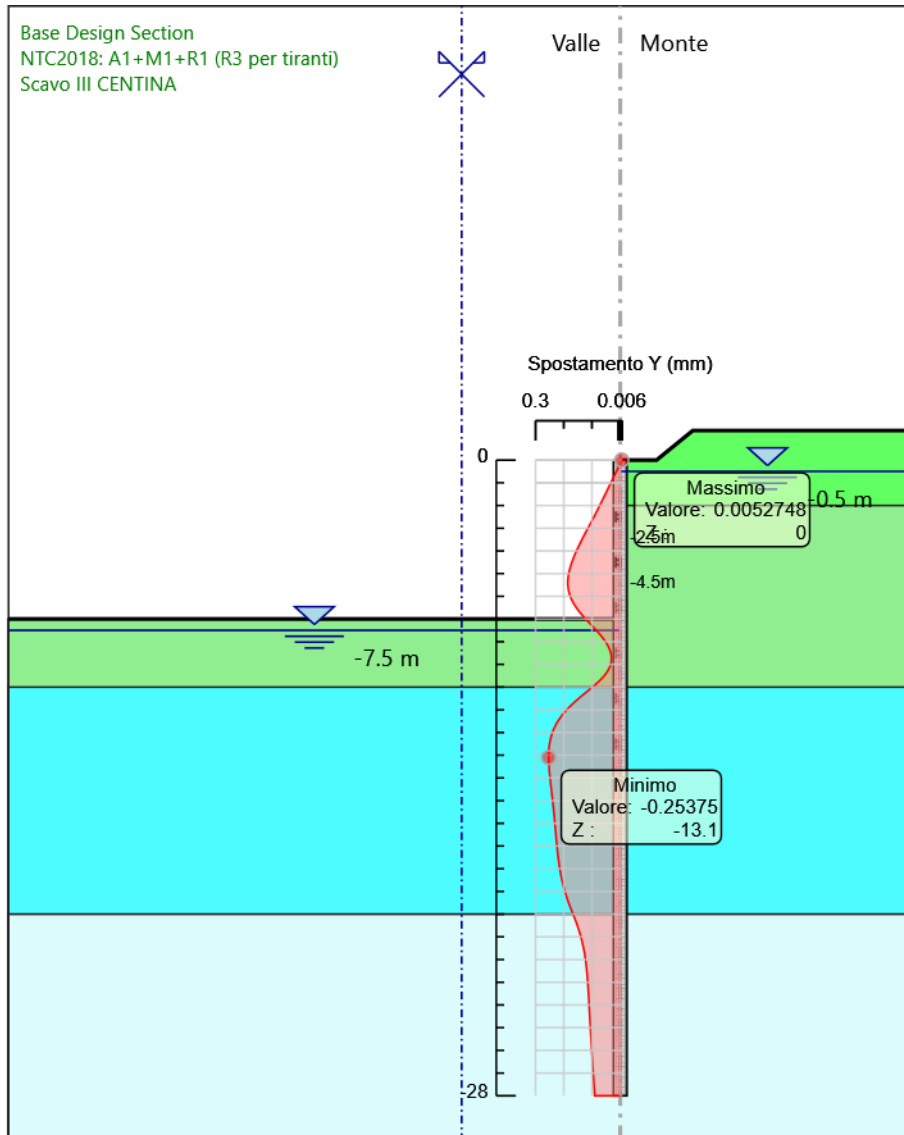 Base Design Section
NTC2018: A1+M1+R1 (R3 per tiranti)
Scavo III CENTINA
Valle
Monte
Spostamento Y (mm)
0.3
0.006
0
Massimo
Valore: 0.0052748
Z : 0
-0.5 m
-2.5m
-4.5m
-7.5 m
Minimo
Valore: -0.25375
Z : -13.1
-28